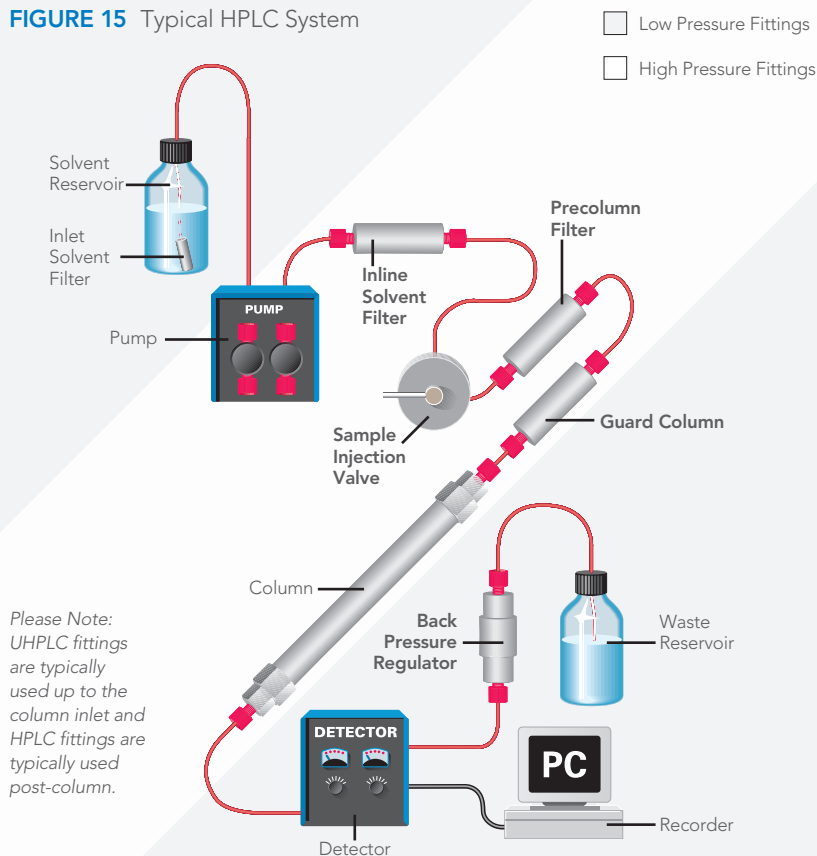 FIGURE 15 Typical HPLC System
Low Pressure Fittings
High Pressure Fittings
Solvent
Reservoir
Inlet
Solvent
Filter
PUMP
Pump
Inline
Solvent
Filter
Precolumn
Filter
Sample
Injection
Valve
Guard Column
Column
Back
Pressure
Regulator
Waste
Reservoir
Please Note:
UHPLC fittings
are typically
used up to the
column inlet and
HPLC fittings are
typically used
post-column.
DETECTOR
PC
Recorder
Detector